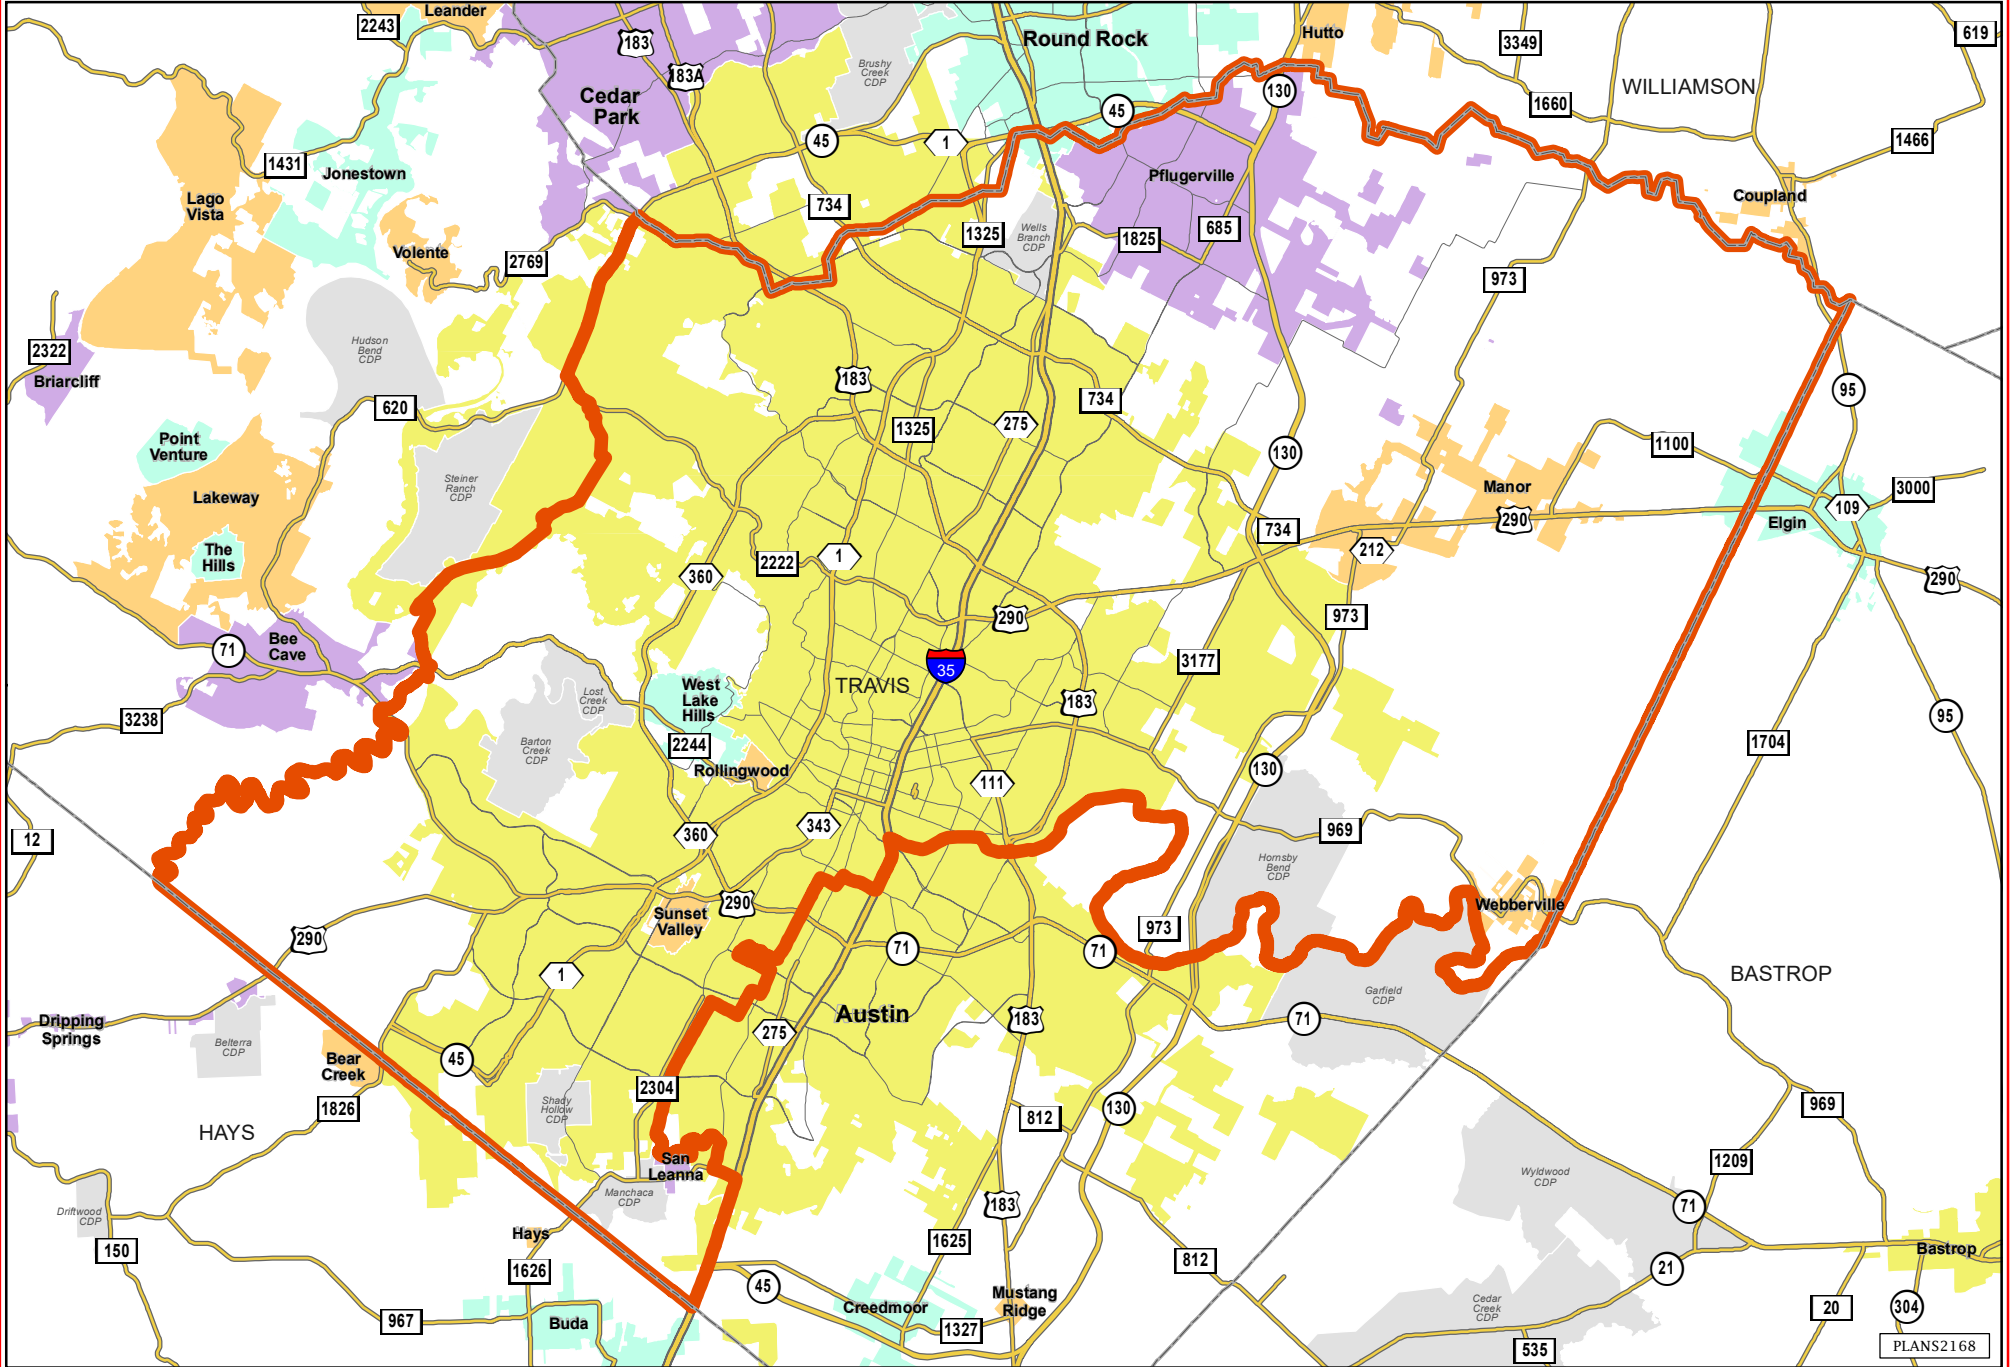 Leander
2243
183
183A
Cedar
Park
Brushy
Creek
CDP
Round Rock
Hutto
3349
619
WILLIAMSON
1660
1466
45
1
45
130
1431
Jonestown
Lago
Vista
Volente
2769
734
1325
Wells
Branch
CDP
Pflugerville
1825
685
Coupland
973
2322
Briarcliff
Hudson
Bend
CDP
620
183
1325
275
734
130
95
Point
Venture
Lakeway
The
Hills
Steiner
Ranch
CDP
1100
Manor
290
Elgin
109
3000
734
212
290
360
2222
1
290
973
71
Bee
Cave
3238
Lost
Creek
CDP
Barton
Creek
CDP
West
Lake
Hills
2244
Rollingwood
TRAVIS
35
183
3177
95
1704
130
111
12
360
343
969
Hornsby
Bend
CDP
Webberville
Sunset
Valley
290
290
71
71
973
1
Garfield
CDP
BASTROP
Dripping
Springs
Belterra
CDP
Bear
Creek
45
Austin
183
275
71
1826
2304
Shady
Hollow
CDP
HAYS
812
130
969
San
Leanna
Manchaca
CDP
Wyldwood
CDP
1209
Driftwood
CDP
150
Hays
1626
183
1625
71
812
21
Bastrop
45
967
Buda
Creedmoor
1327
Mustang
Ridge
Cedar
Creek
CDP
535
20
304
PLANS2168